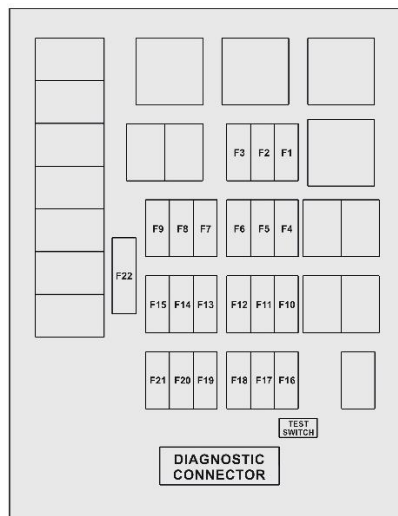 F3 F2 F1
F9 F8 F7 F6 F5 F4
F22
F15 F14 F13 F12 F11 F10
F21 F20 F19 F18 F17 F16
TEST
SWITCH
DIAGNOSTIC
CONNECTOR